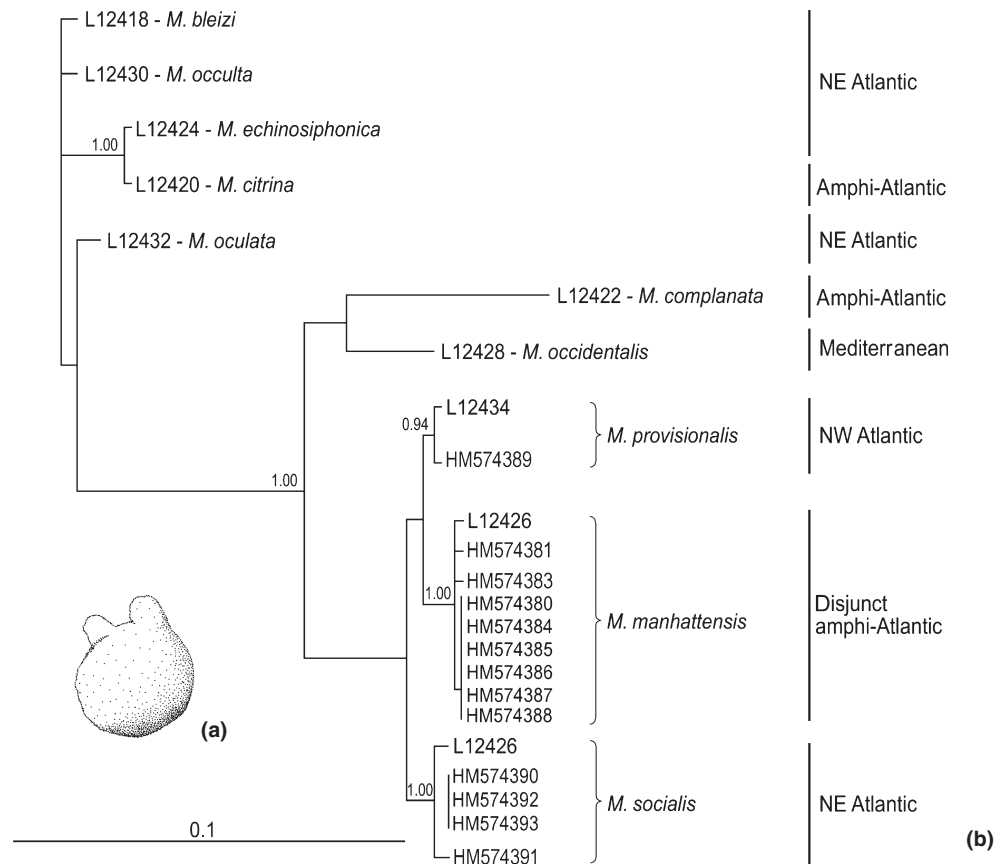 L12418 - M. bleizi
L12430 - M. occulta
NE Atlantic
1.00
L12424 - M. echinosiphonica
L12420 - M. citrina
Amphi-Atlantic
L12432 - M. oculata
NE Atlantic
L12422 - M. complanata
Amphi-Atlantic
L12428 - M. occidentalis
Mediterranean
1.00
0.94
L12434
HM574389
M. provisionalis
NW Atlantic
1.00
L12426
HM574381
HM574383
HM574380
HM574384
HM574385
HM574386
HM574387
HM574388
M. manhattensis
Disjunct
amphi-Atlantic
(a)
1.00
L12426
HM574390
HM574392
HM574393
HM574391
M. socialis
NE Atlantic
0.1
(b)